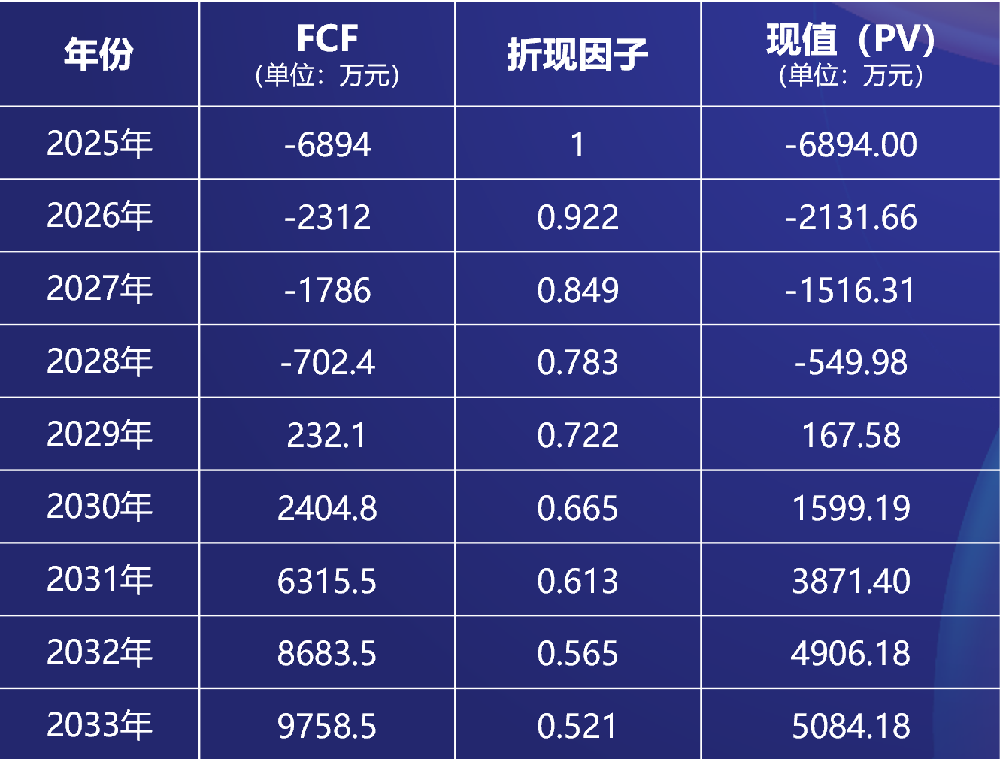 年份 FCF 折现因子 现值（PV）
（单位：万元） （单位：万元）
2025年 -6894 1 -6894.00
2026年 -2312 0.922 -2131.66
2027年 -1786 0.849 -1516.31
2028年 -702.4 0.783 -549.98
2029年 232.1 0.722 167.58
2030年 2404.8 0.665 1599.19
2031年 6315.5 0.613 3871.40
2032年 8683.5 0.565 4906.18
2033年 9758.5 0.521 5084.18